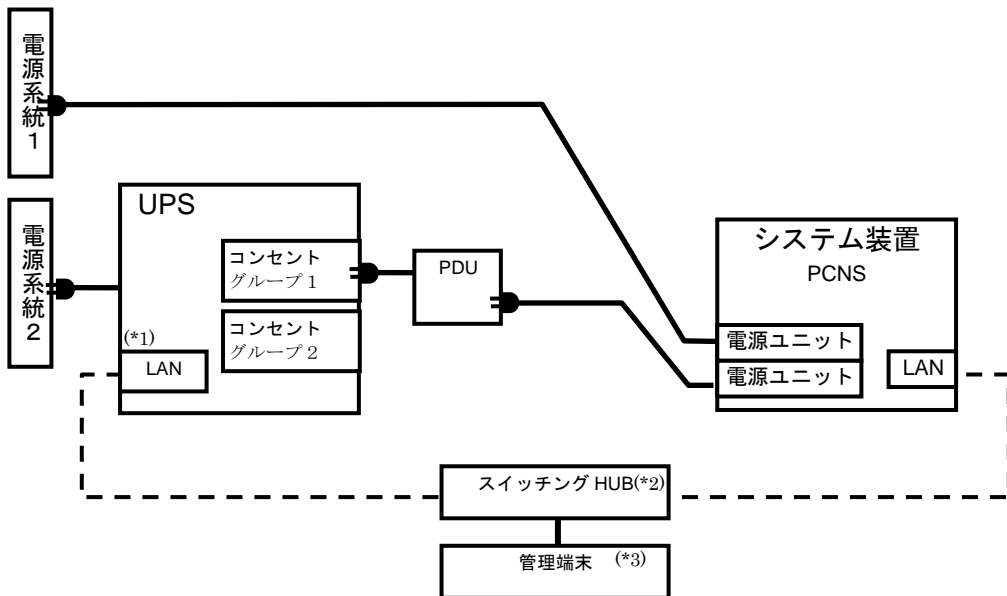 電源系統1
電源系統2
UPS
コンセント
グループ1
コンセント
グループ2
(*1)
LAN
PDU
システム装置
PCNS
電源ユニット
電源ユニット
LAN
スイッチング HUB(*2)
管理端末 (*3)